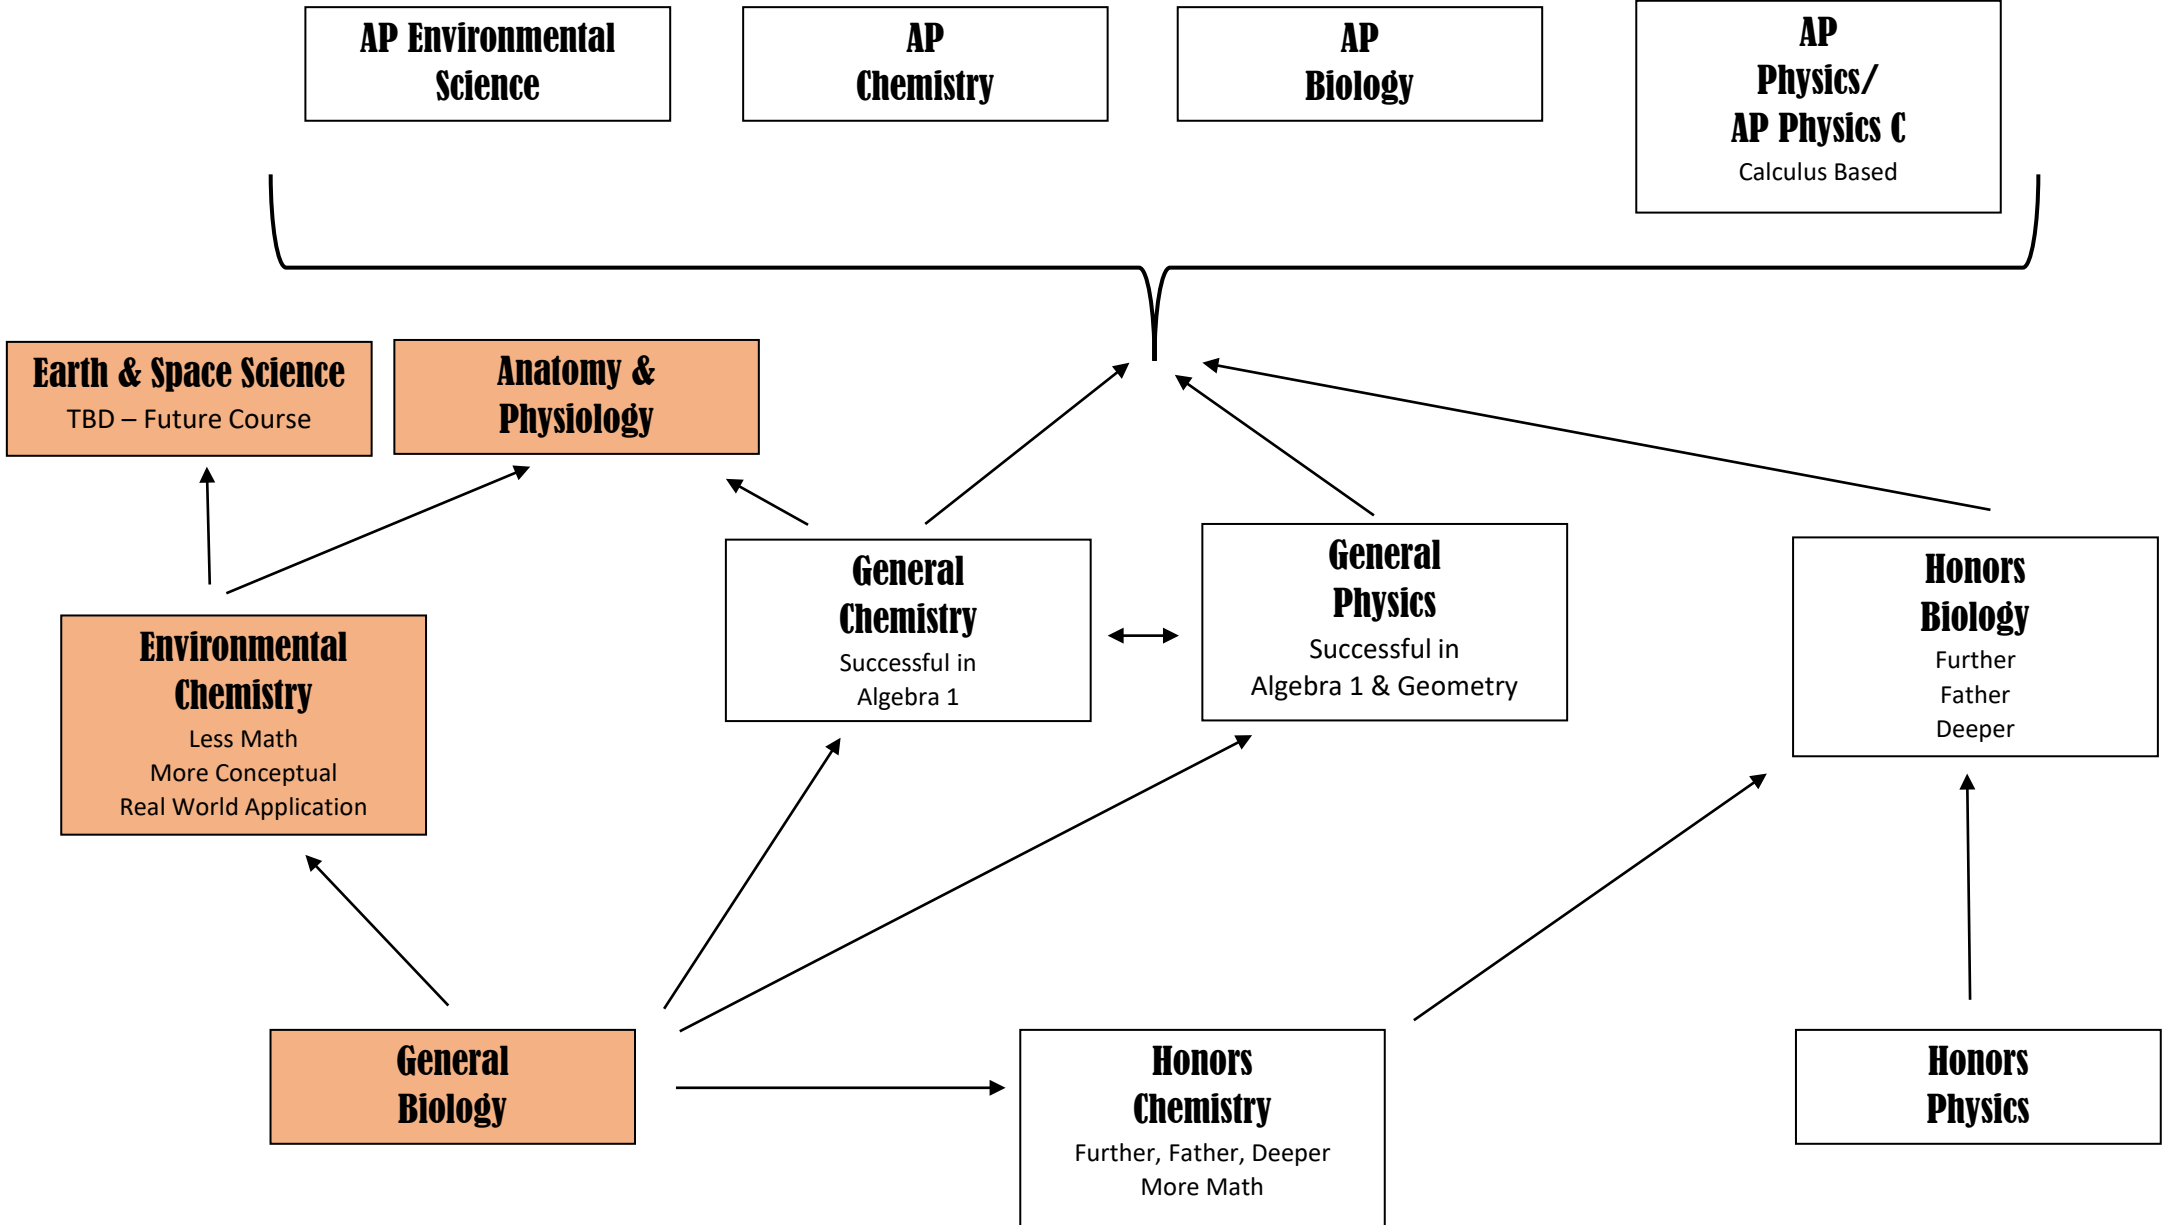 AP Environmental
Science
AP
Chemistry
AP
Biology
AP
Physics/
AP Physics C
Calculus Based
Earth & Space Science
TBD – Future Course
Anatomy &
Physiology
General
Chemistry
Successful in
Algebra 1
General
Physics
Successful in
Algebra 1 & Geometry
Honors
Biology
Further
Father
Deeper
Environmental
Chemistry
Less Math
More Conceptual
Real World Application
General
Biology
Honors
Chemistry
Further, Father, Deeper
More Math
Honors
Physics